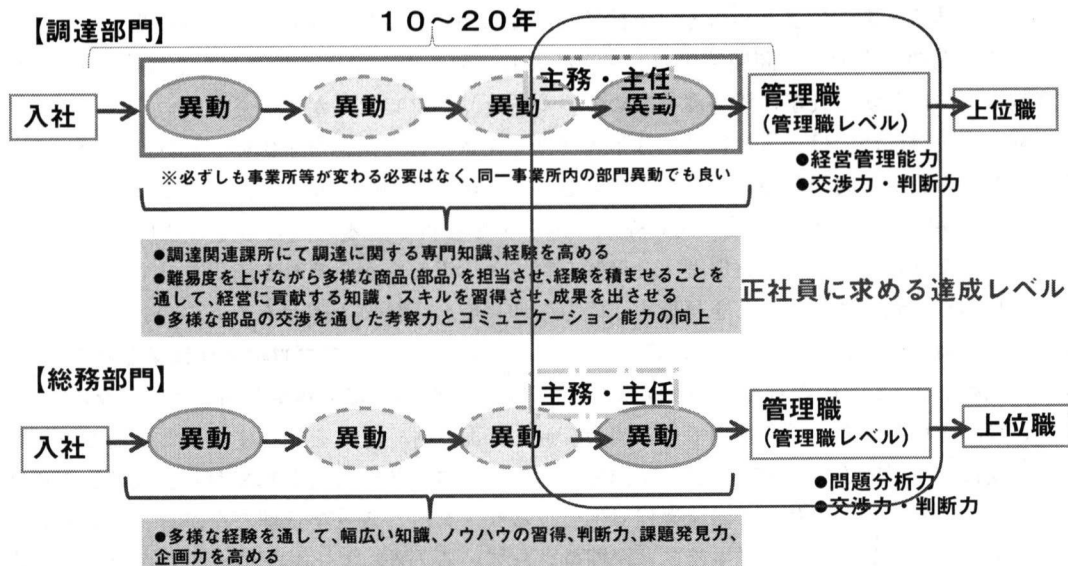 【調達部門】
10～20年
入社
異動
異動
異動
主務・主任
異動
管理職
(管理職レベル)
上位職
●経営管理能力
●交渉力・判断力
※必ずしも事業所等が変わる必要はなく、同一事業所内の部門異動でも良い
●調達関連課所にて調達に関する専門知識、経験を高める
●難易度を上げながら多様な商品(部品)を担当させ、経験を積ませることを
通して、経営に貢献する知識・スキルを習得させ、成果を出させる
●多様な部品の交渉を通した考察力とコミュニケーション能力の向上
正社員に求める達成レベル
【総務部門】
入社
異動
異動
異動
主務・主任
異動
管理職
(管理職レベル)
上位職
●問題分析力
●交渉力・判断力
●多様な経験を通して、幅広い知識、ノウハウの習得、判断力、課題発見力、
企画力を高める